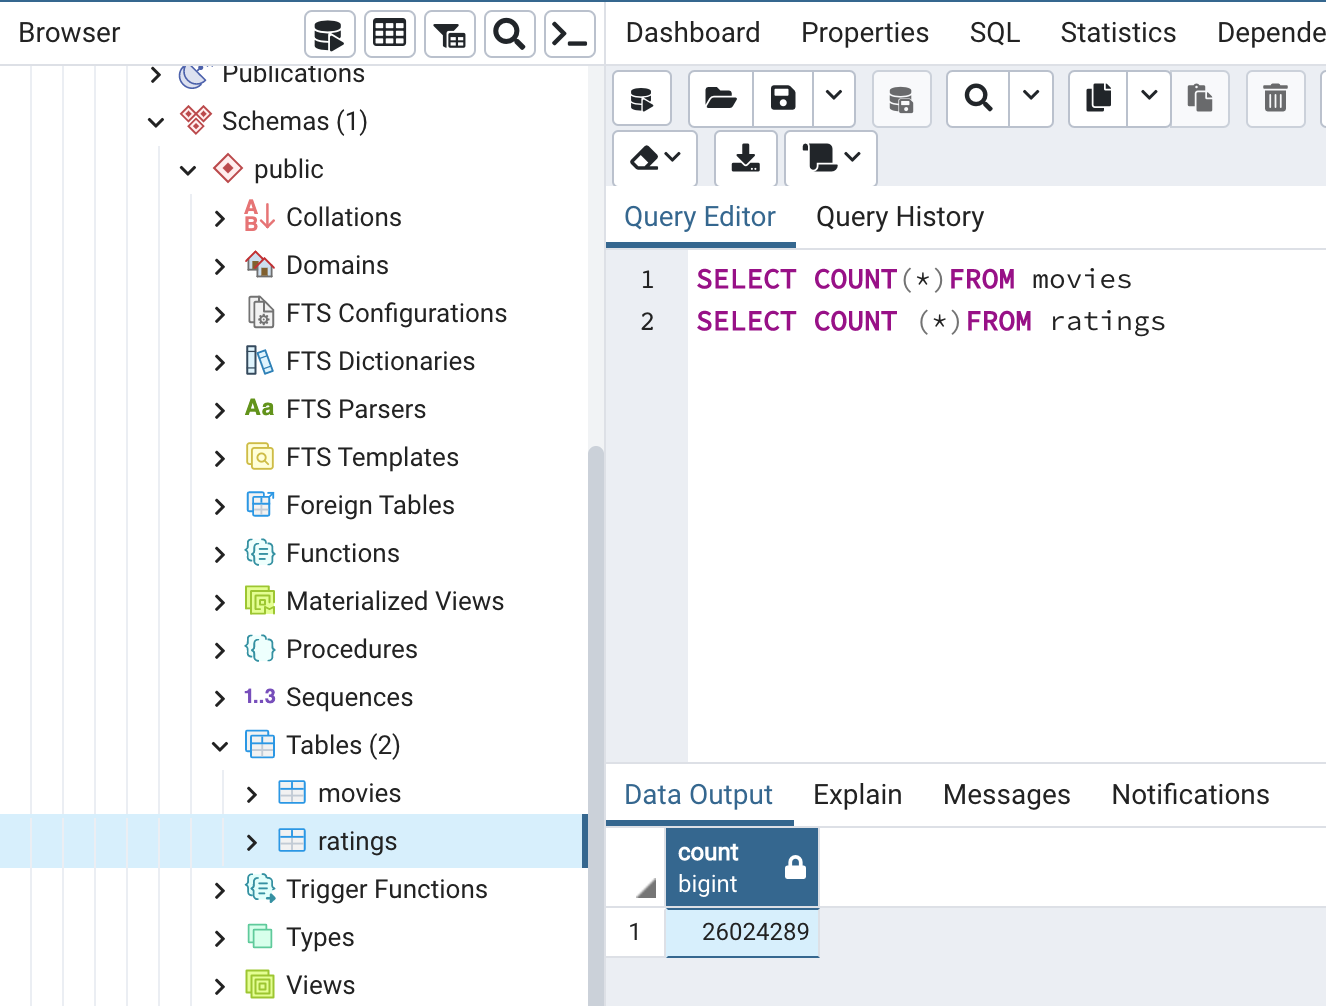 Browser
Publications
Schemas (1)
public
Collations
Domains
FTS Configurations
FTS Dictionaries
Aa FTS Parsers
FTS Templates
Foreign Tables
Functions
Materialized Views
Procedures
1..3 Sequences
Tables (2)
movies
ratings
Trigger Functions
Types
Views
Dashboard Properties SQL Statistics Depende
Query Editor Query History
1 SELECT COUNT(*)FROM movies
2 SELECT COUNT (*)FROM ratings
Data Output Explain Messages Notifications
count
bigint
1 26024289